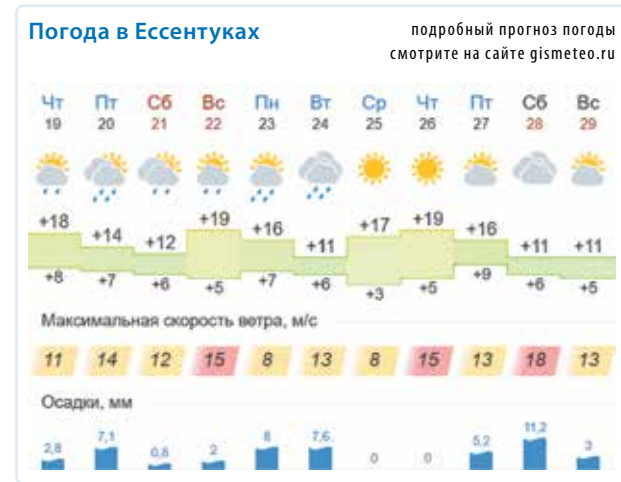 Погода в Ессентуках
подробный прогноз погоды
смотрите на сайте gismeteo.ru
Чт Пт Сб Вс Пн Вт Ср Чт Пт Сб Вс
19 20 21 22 23 24 25 26 27 28 29
+18 +14 +12 +19 +16 +11 +17 +19 +16 +11 +11
+8 +7 +6 +5 +7 +6 +3 +5 +9 +6 +5
Максимальная скорость ветра, м/с
11 14 12 15 8 13 8 15 13 18 13
Осадки, мм
2,8 7,1 0,8 2 8 7,6 0 0 5,2 11,2 3